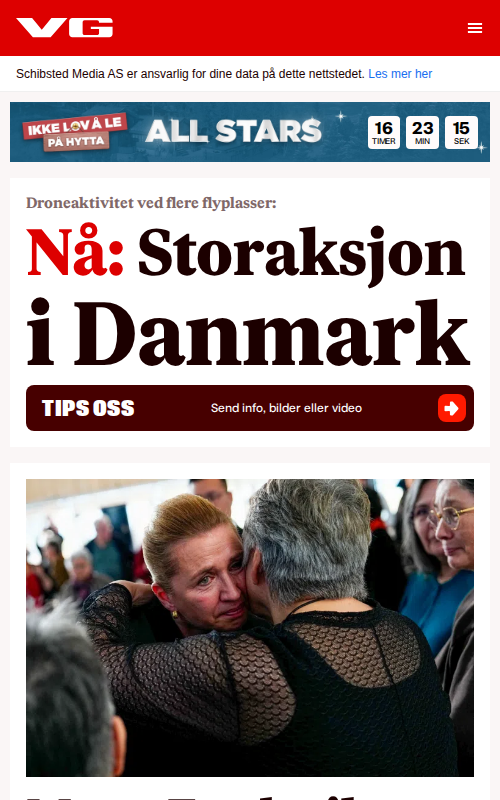 VG
Schibsted Media AS er ansvarlig for dine data på dette nettstedet. Les mer her
IKKE LOV Å LE
PÅ HYTTA
ALL STARS
16
TIMER
23
MIN
15
SEK
Droneaktivitet ved flere flyplasser:
Nå: Storaksjon
i Danmark
TIPS OSS
Send info, bilder eller video